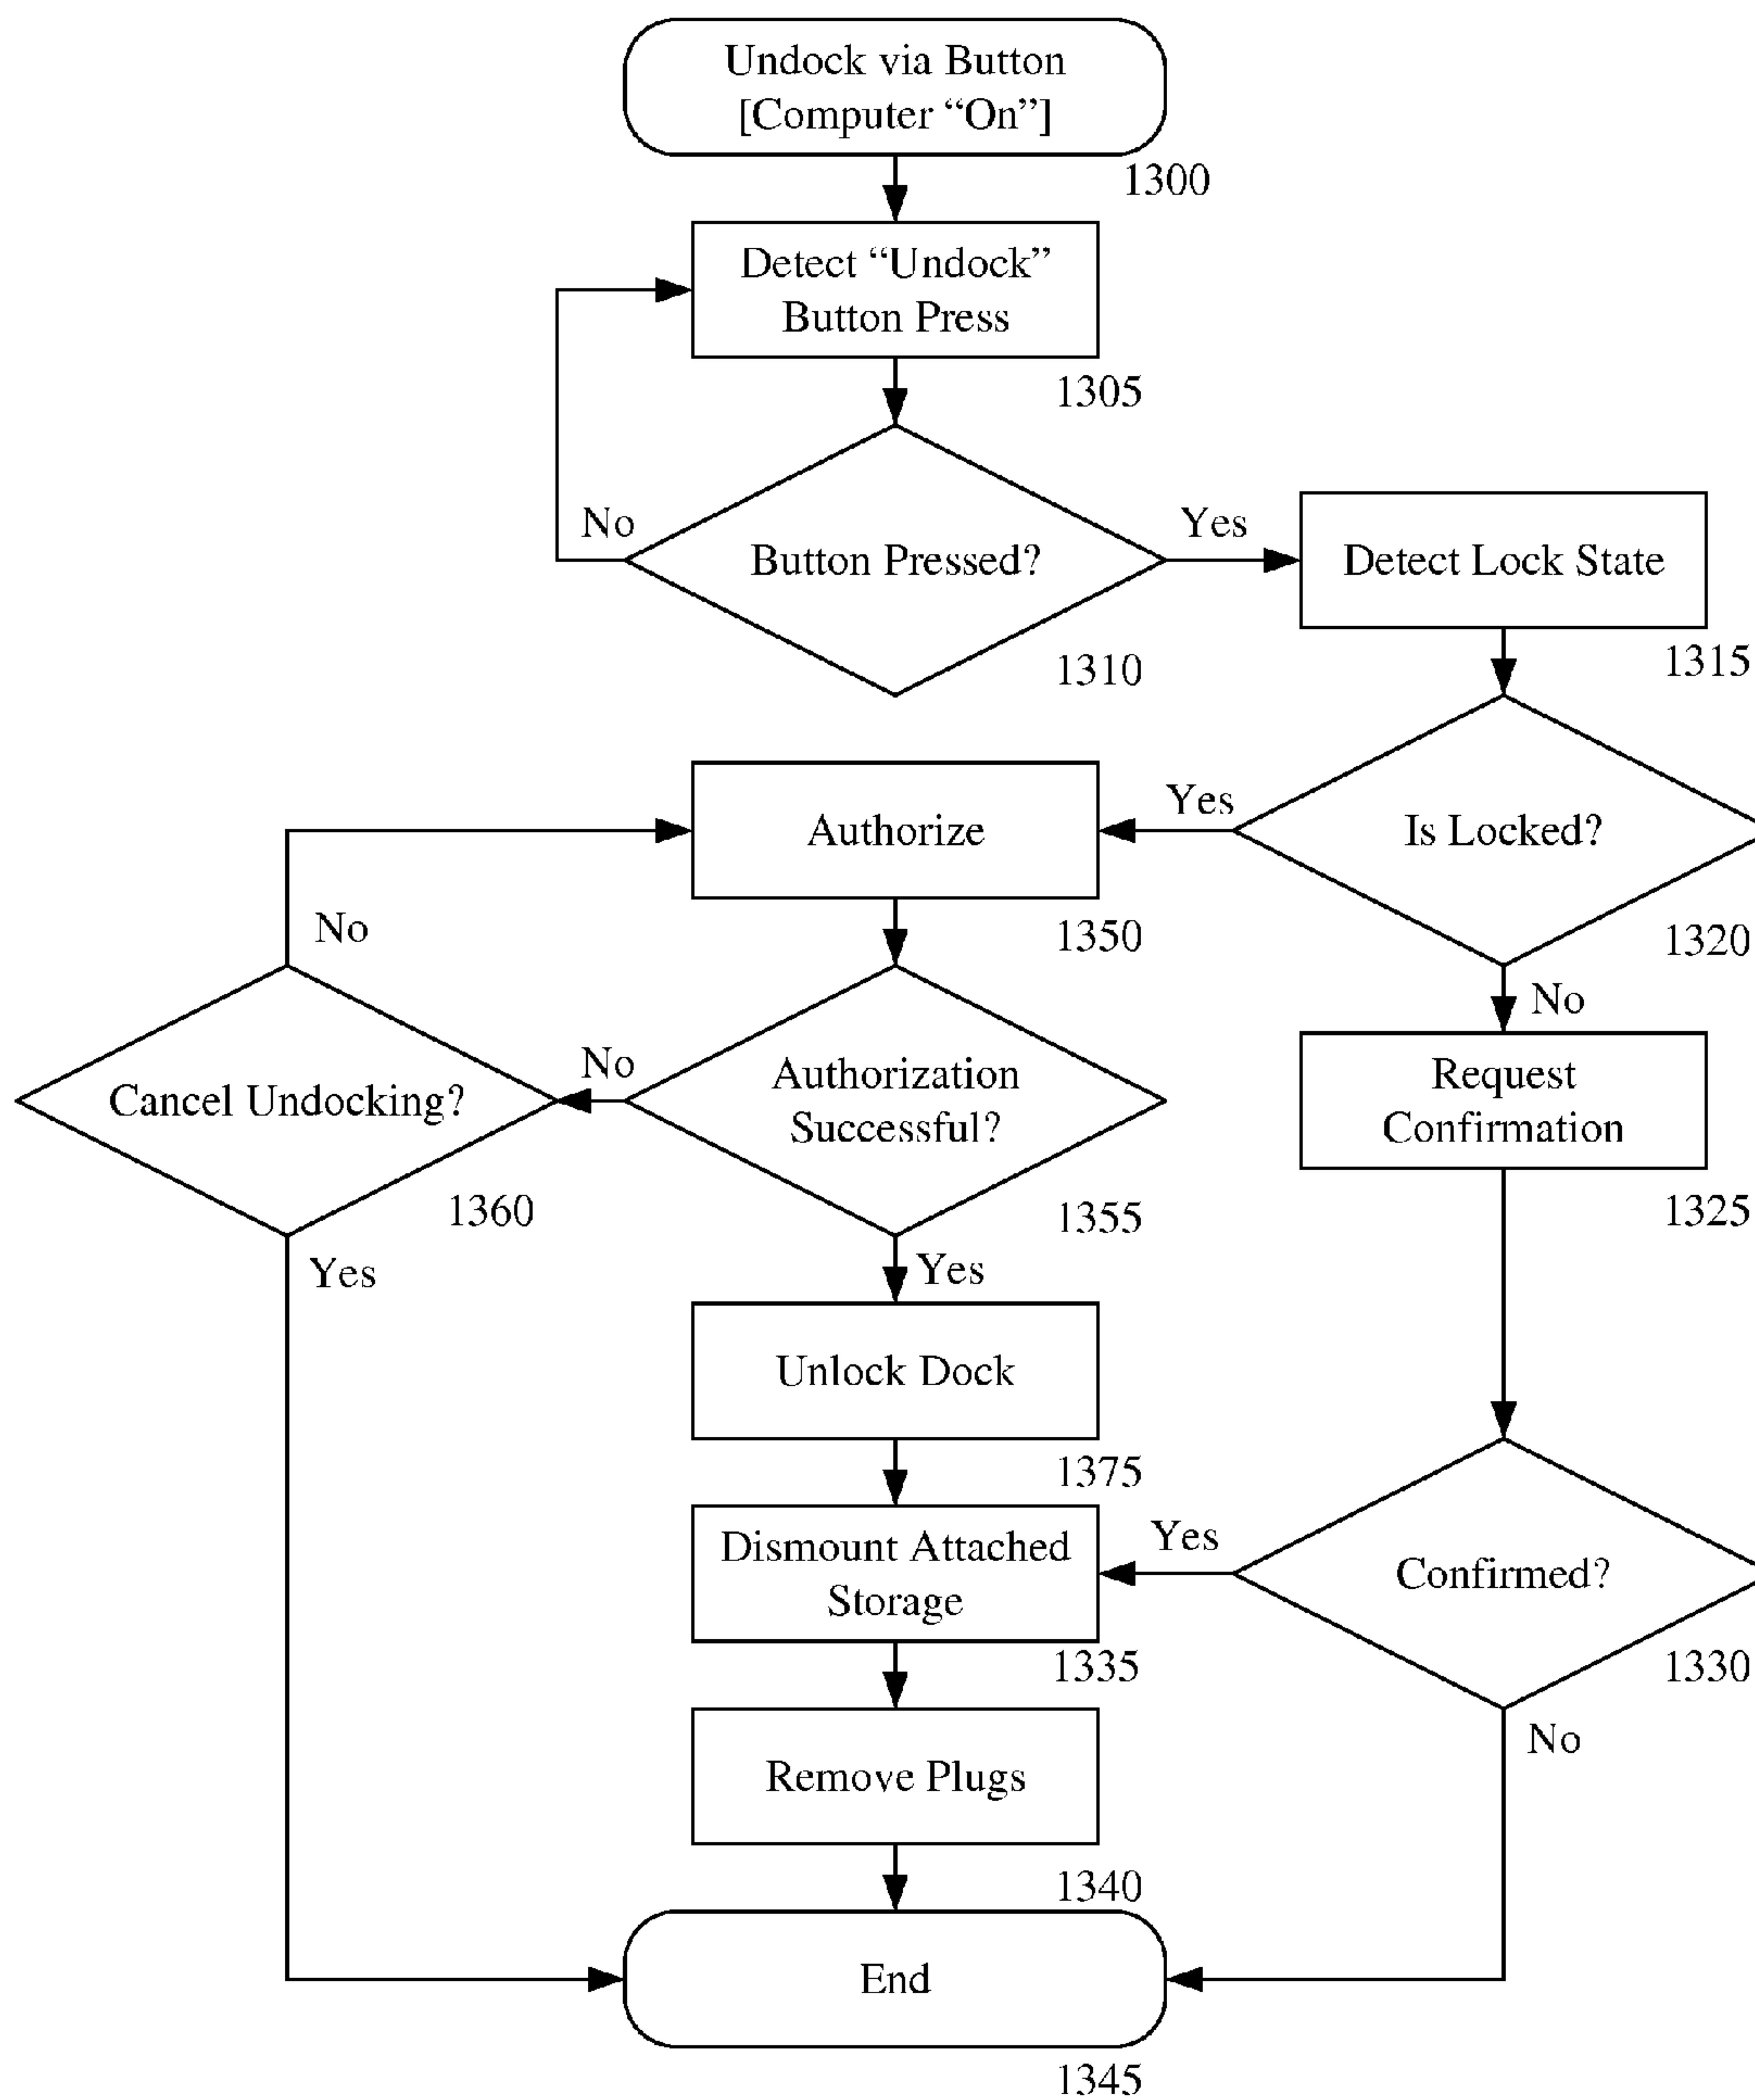 Undock via Button
[Computer “On”]
1300
Detect “Undock”
Button Press
1305
No
Button Pressed?
Yes
1310
Detect Lock State
1315
Yes
Is Locked?
1320
No
Authorize
1350
No
Cancel Undocking?
1360
Yes
No
Authorization
Successful?
1355
Yes
Request
Confirmation
1325
Unlock Dock
1375
Dismount Attached
Storage
1335
Yes
Confirmed?
1330
No
Remove Plugs
1340
End
1345